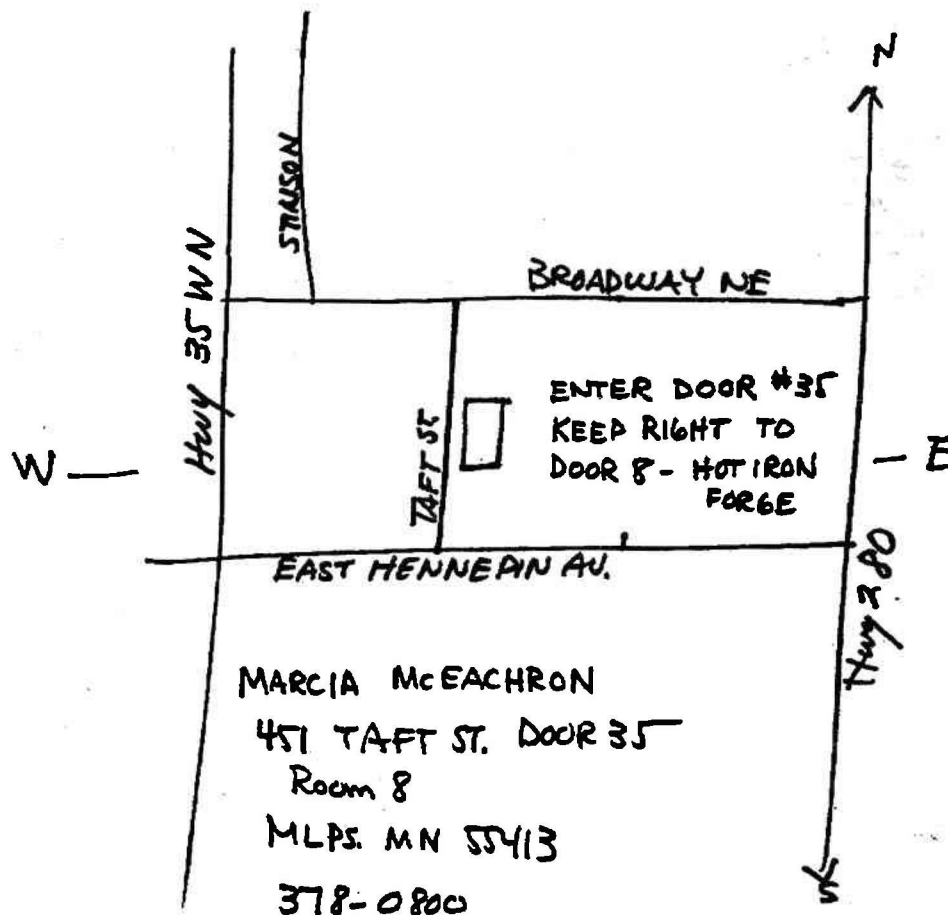 N
STINSON
Hwy 35 W N
BROADWAY NE
TAFT ST.
ENTER DOOR #35
KEEP RIGHT TO
DOOR 8 - HOT IRON
FORGE
W
E
EAST HENNEPIN AV.
Hwy 280
MARCIA McEACHRON
451 TAFT ST. DOOR 35
Room 8
MLPS. MN 55413
378-0800
S